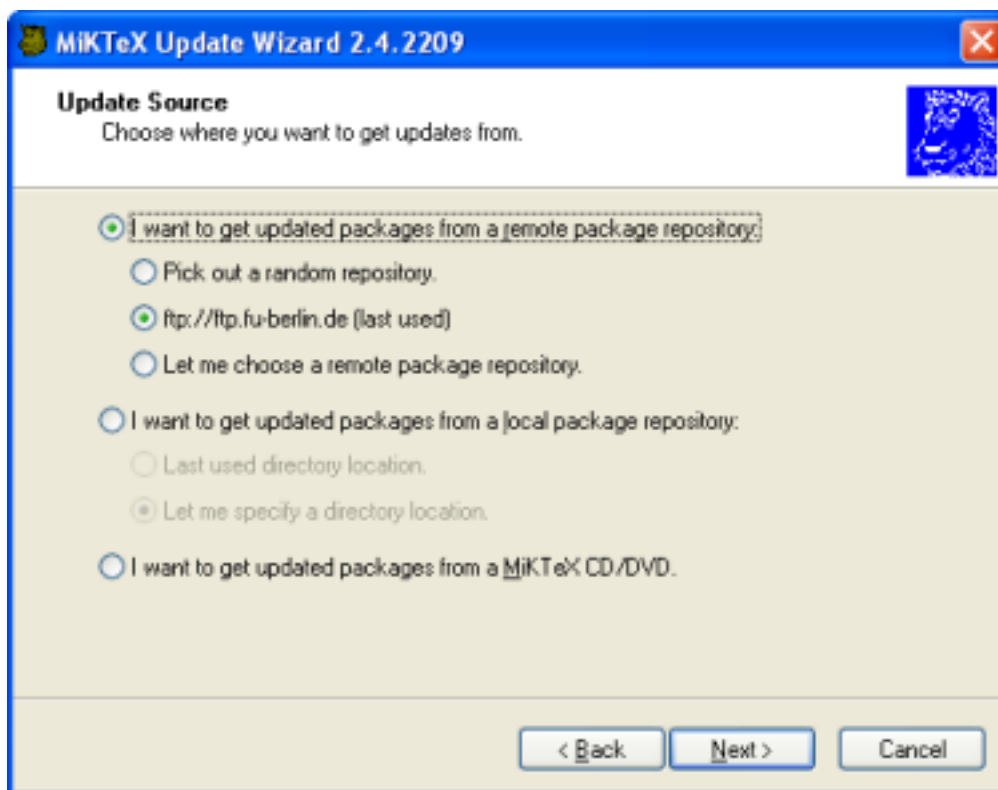 MiKTeX Update Wizard 2.4.2209
Update Source
Choose where you want to get updates from.
I want to get updated packages from a remote package repository:
Pick out a random repository.
ftp://ftp.fu-berlin.de (last used)
Let me choose a remote package repository.
I want to get updated packages from a local package repository:
Last used directory location.
Let me specify a directory location.
I want to get updated packages from a MiKTeX CD/DVD.
< Back
Next >
Cancel